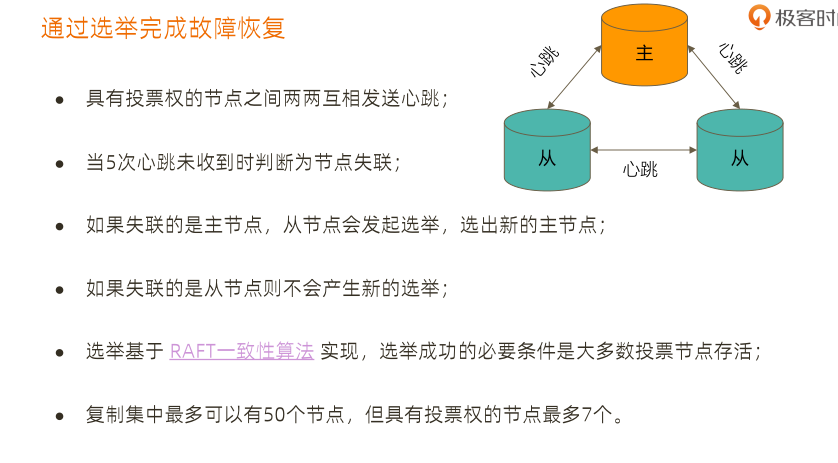 通过选举完成故障恢复
极客时间
主
心跳
心跳
从
从
心跳
具有投票权的节点之间两两互相发送心跳；
当5次心跳未收到时判断为节点失联；
如果失联的是主节点，从节点会发起选举，选出新的主节点；
如果失联的是从节点则不会产生新的选举；
选举基于 RAFT一致性算法 实现，选举成功的必要条件是大多数投票节点存活；
复制集中最多可以有50个节点，但具有投票权的节点最多7个。